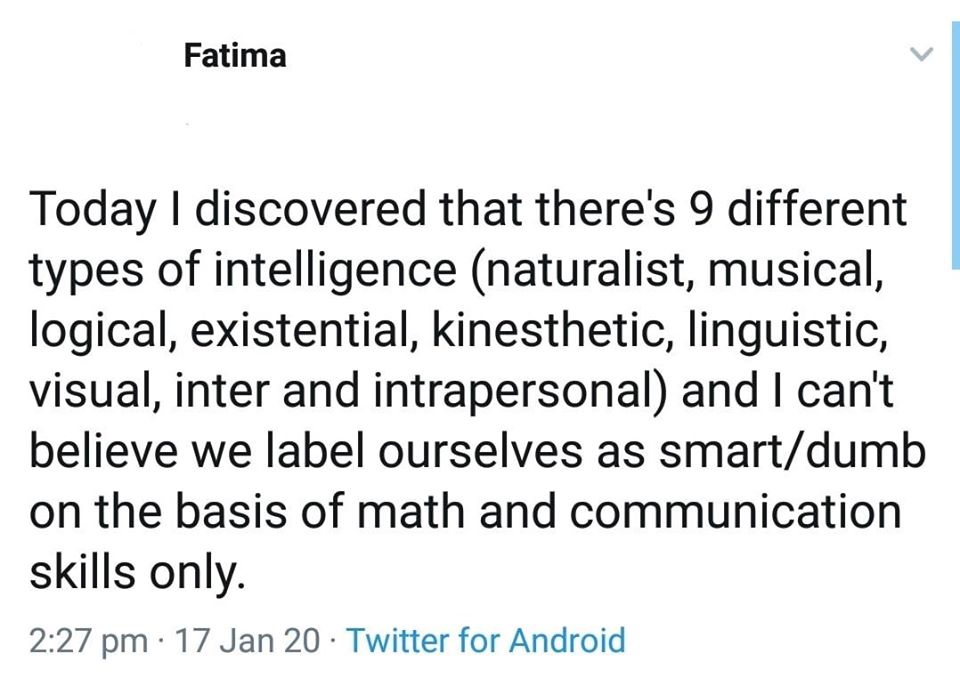 Fatima
Today I discovered that there's 9 different
types of intelligence (naturalist, musical,
logical, existential, kinesthetic, linguistic,
visual, inter and intrapersonal) and I can't
believe we label ourselves as smart/dumb
on the basis of math and communication
skills only.
2:27 pm · 17 Jan 20 · Twitter for Android